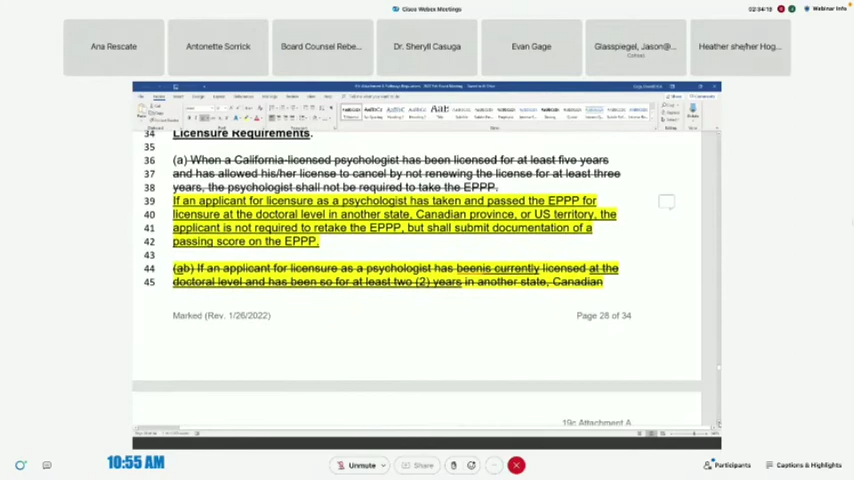 Cisco Webex Meetings
02:34:19
Webinar Info
Ana Rescate
Antonette Sorrick
Board Counsel Rebe...
Dr. Sheryll Casuga
Evan Gage
Glasspiegel, Jason@...
Heather she/her Hog...
34 Licensure Requirements.
35
36 (a) When a California-licensed psychologist has been licensed for at least five years
37 and has allowed his/her license to cancel by not renewing the license for at least three
38 years, the psychologist shall not be required to take the EPPP.
39 If an applicant for licensure as a psychologist has taken and passed the EPPP for
40 licensure at the doctoral level in another state, Canadian province, or US territory, the
41 applicant is not required to retake the EPPP, but shall submit documentation of a
42 passing score on the EPPP.
43
44 (ab) If an applicant for licensure as a psychologist has beenis currently licensed at the
45 doctoral level and has been so for at least two (2) years in another state, Canadian
Marked (Rev. 1/26/2022)
Page 28 of 34
19c Attachment A
10:55 AM
Unmute
Share
Participants
Captions & Highlights